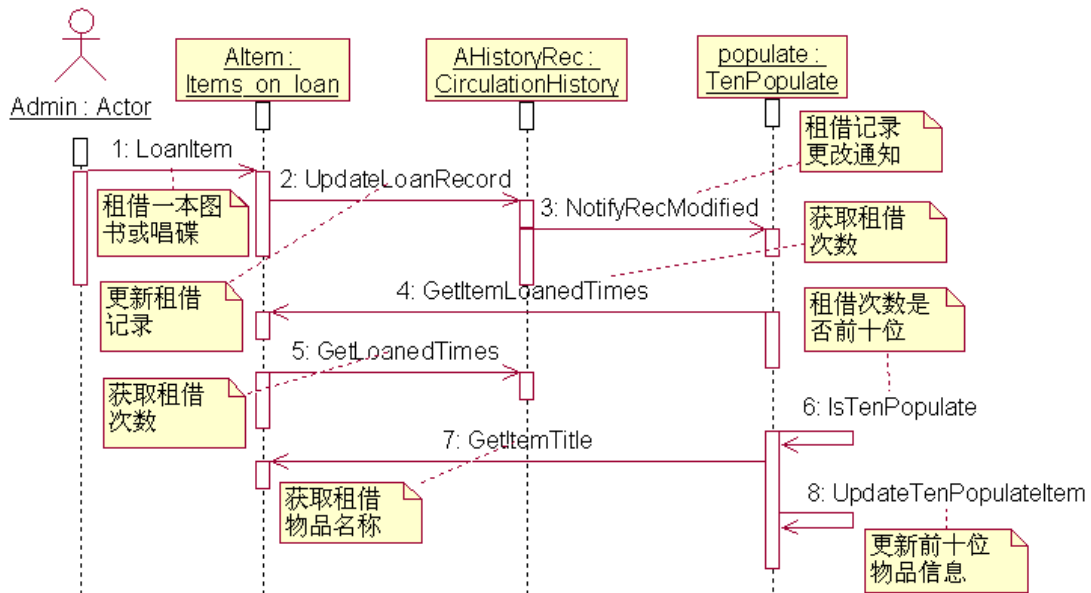 AItem :
Items_on_loan
AHistoryRec :
CirculationHistory
populate :
TenPopulate
Admin : Actor
租借记录
更改通知
1: LoanItem
2: UpdateLoanRecord
租借一本图
书或唱碟
3: NotifyRecModified
获取租借
次数
更新租借
记录
4: GetItemLoanedTimes
租借次数是
否前十位
5: GetLoanedTimes
获取租借
次数
6: IsTenPopulate
7: GetItemTitle
获取租借
物品名称
8: UpdateTenPopulateItem
更新前十位
物品信息